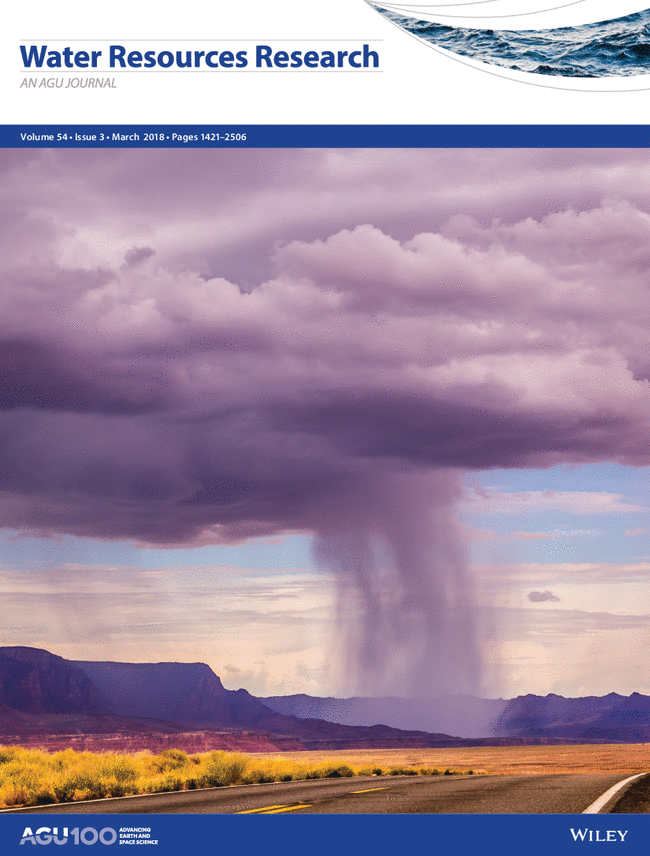 Water Resources Research
AN AGU JOURNAL
Volume 54 • Issue 3 • March 2018 • Pages 1421–2506
AGU100 ADVANCING
EARTH AND
SPACE SCIENCE
WILEY